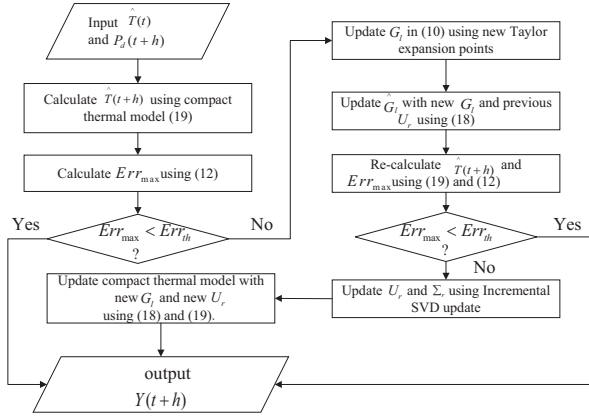 Input T̂(t)
and P_d(t+h)
Calculate T̂(t+h) using compact
thermal model (19)
Calculate Err_max using (12)
Yes
Err_max < Err_th
?
No
Update G_l in (10) using new Taylor
expansion points
Update Ĝ_l with new G_l and previous
U_r using (18)
Re-calculate T̂(t+h) and
Err_max using (19) and (12)
Err_max < Err_th
?
Yes
No
Update U_r and Σ_r using Incremental
SVD update
Update compact thermal model with
new G_l and new U_r
using (18) and (19).
output
Y(t+h)